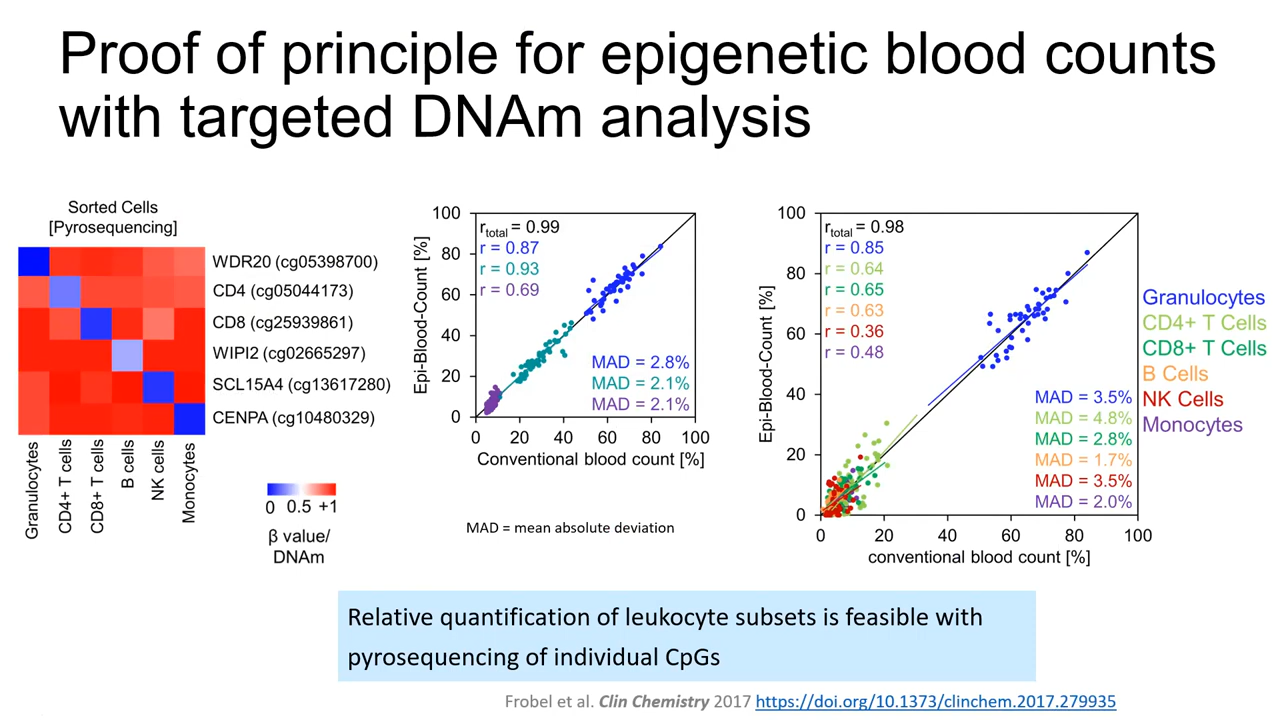 Proof of principle for epigenetic blood counts
with targeted DNAm analysis
Sorted Cells
[Pyrosequencing]
WDR20 (cg05398700)
CD4 (cg05044173)
CD8 (cg25939861)
WIPI2 (cg02665297)
SCL15A4 (cg13617280)
CENPA (cg10480329)
Granulocytes
CD4+ T cells
CD8+ T cells
B cells
NK cells
Monocytes
0 0.5 +1
β value/
DNAm
Epi-Blood-Count [%]
100
80
60
40
20
0
rtotal = 0.99
r = 0.87
r = 0.93
r = 0.69
MAD = 2.8%
MAD = 2.1%
MAD = 2.1%
0 20 40 60 80 100
Conventional blood count [%]
MAD = mean absolute deviation
Epi-Blood-Count [%]
100
80
60
40
20
0
rtotal = 0.98
r = 0.85
r = 0.64
r = 0.65
r = 0.63
r = 0.36
r = 0.48
MAD = 3.5%
MAD = 4.8%
MAD = 2.8%
MAD = 1.7%
MAD = 3.5%
MAD = 2.0%
0 20 40 60 80 100
conventional blood count [%]
Granulocytes
CD4+ T Cells
CD8+ T Cells
B Cells
NK Cells
Monocytes
Relative quantification of leukocyte subsets is feasible with
pyrosequencing of individual CpGs
Frobel et al. Clin Chemistry 2017 https://doi.org/10.1373/clinchem.2017.279935